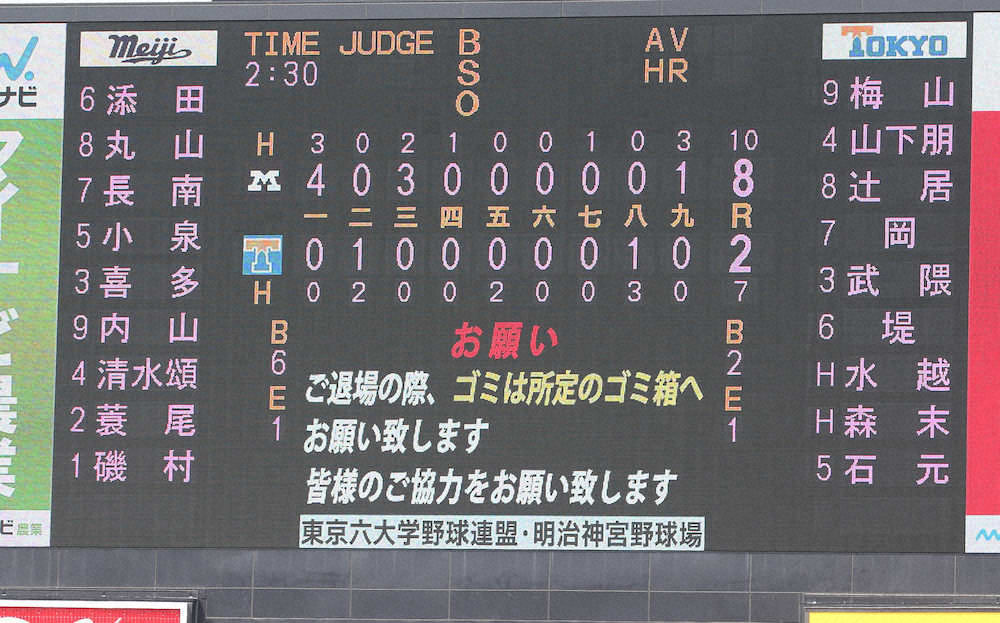 Meiji
TIME JUDGE B AV
2:30 S HR
O
TOKYO
6 添田
8 丸山
7 長南
5 小泉
3 喜多
9 内山
4 清水頌
2 蓑尾
1 磯村
H 3 0 2 1 0 0 1 0 3 10
M 4 0 3 0 0 0 0 0 1 8
一 二 三 四 五 六 七 八 九 R
T 0 1 0 0 0 0 0 1 0 2
H 0 2 0 0 2 0 0 3 0 7
B 6 E 1
B 2 E 1
お願い
ご退場の際、ゴミは所定のゴミ箱へ
お願い致します
皆様のご協力をお願い致します
東京六大学野球連盟・明治神宮野球場
9 梅山
4 山下朋
8 辻居
7 岡
3 武隈
6 堤
H 水越
H 森末
5 石元
ナビ
農業